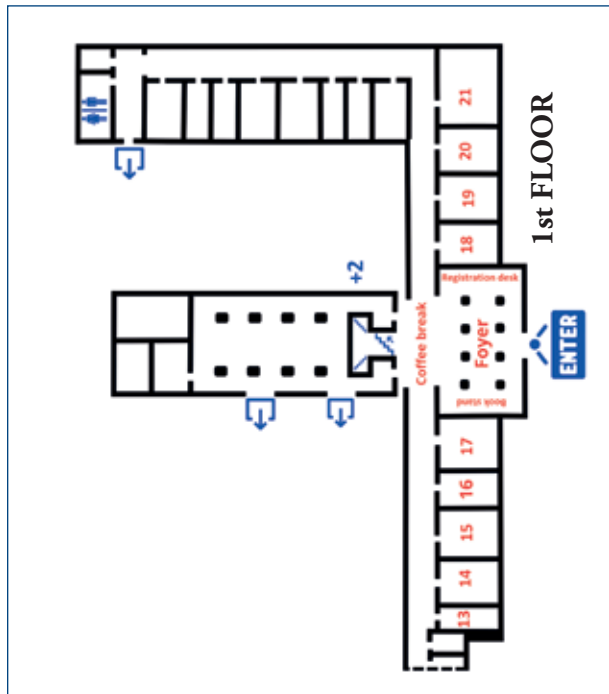 1st FLOOR
21
20
19
18
+2
Registration desk
Coffee break
Foyer
Book stand
ENTER
17
16
15
14
13